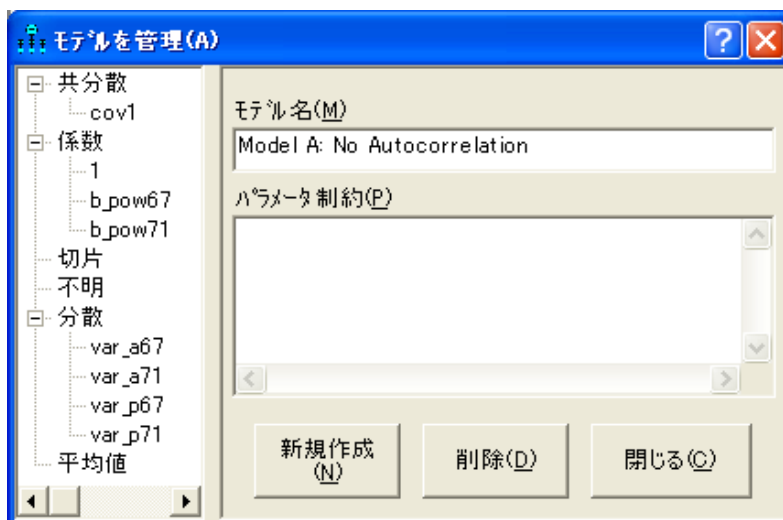 モデルを管理(A)
共分散
cov1
係数
1
b_pow67
b_pow71
切片
不明
分散
var_a67
var_a71
var_p67
var_p71
平均値
モデル名(M)
Model A: No Autocorrelation
パラメータ制約(P)
新規作成
(N)
削除(D)
閉じる(C)